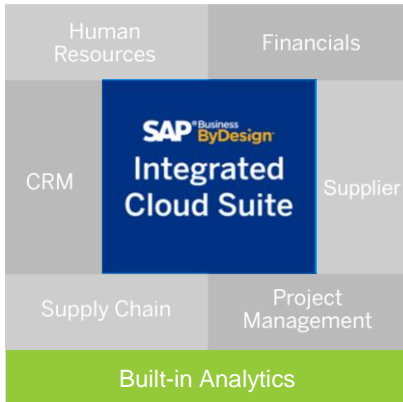 Human
Resources
Financials
SAP® Business
ByDesign
Integrated
Cloud Suite
CRM
Supplier
Supply Chain
Project
Management
Built-in Analytics